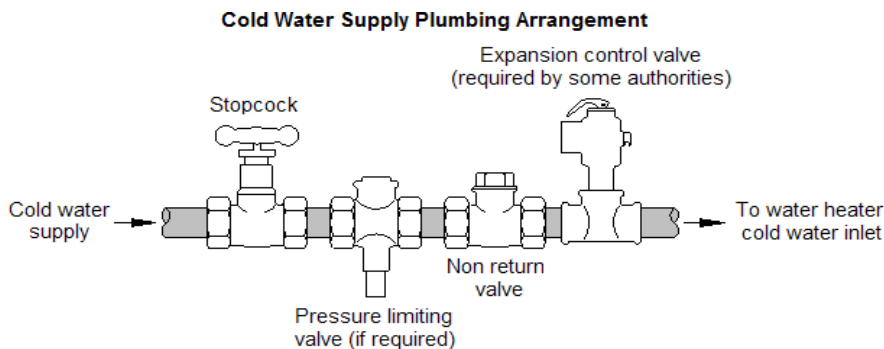 Cold Water Supply Plumbing Arrangement
Expansion control valve
(required by some authorities)
Stopcock
Cold water
supply
To water heater
cold water inlet
Non return
valve
Pressure limiting
valve (if required)